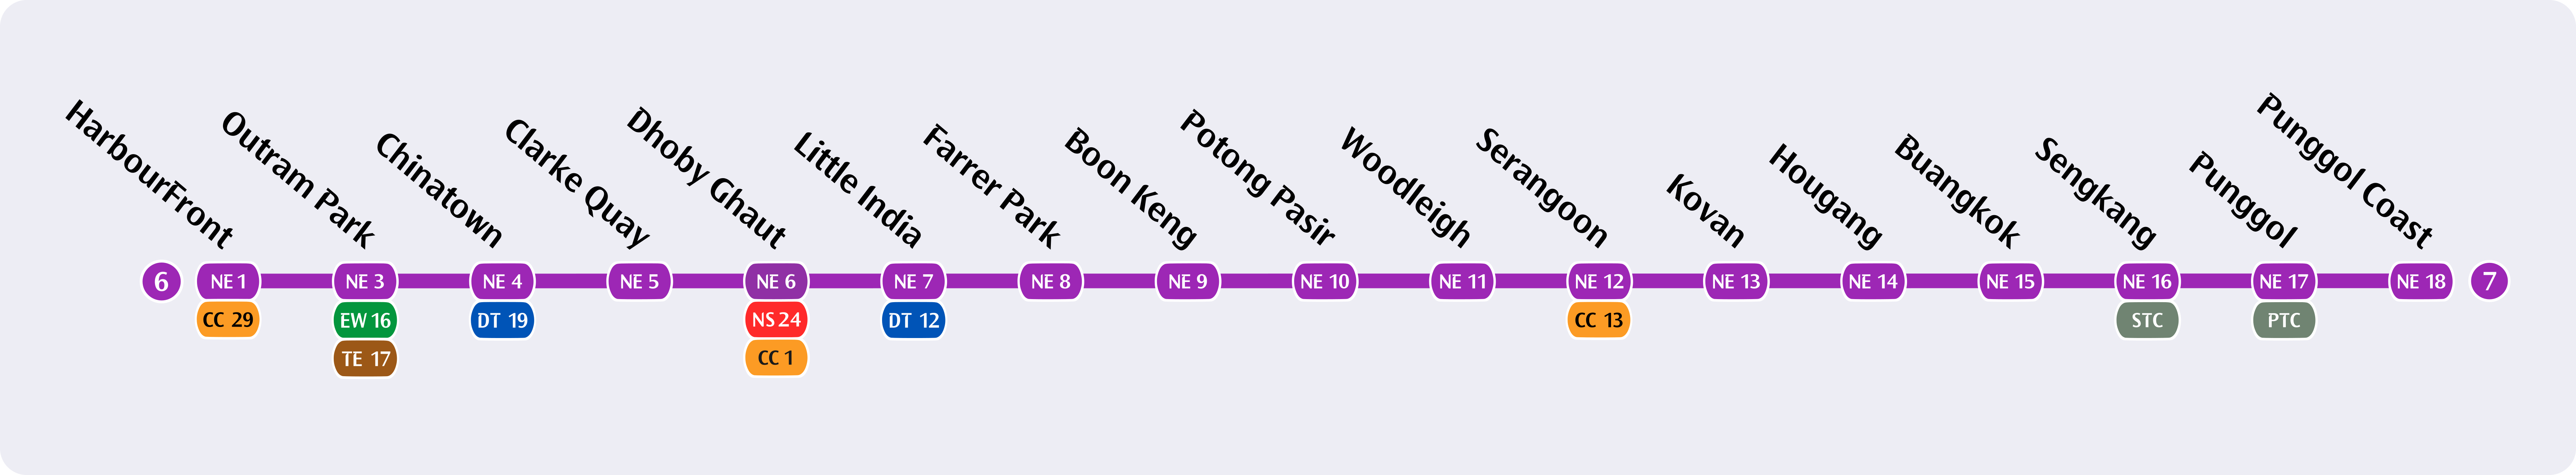 HarbourFront
Outram Park
Chinatown
Clarke Quay
Dhoby Ghaut
Little India
Farrer Park
Boon Keng
Potong Pasir
Woodleigh
Serangoon
Kovan
Hougang
Buangkok
Sengkang
Punggol
Punggol Coast
6 NE 1 NE 3 NE 4 NE 5 NE 6 NE 7 NE 8 NE 9 NE 10 NE 11 NE 12 NE 13 NE 14 NE 15 NE 16 NE 17 NE 18 7
CC 29 EW 16 DT 19 NS 24 DT 12 CC 13 STC PTC
TE 17 CC 1